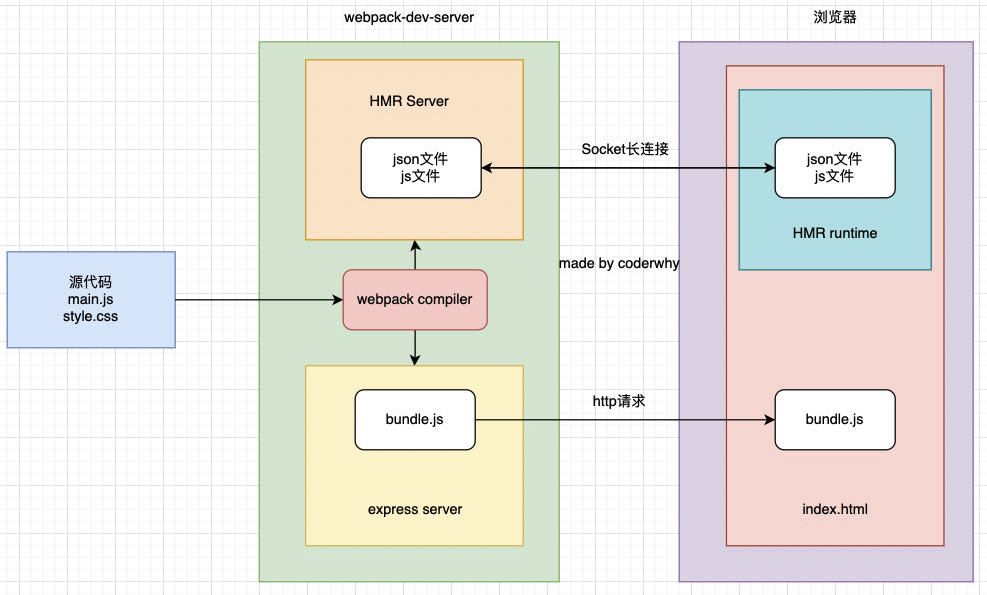 webpack-dev-server
浏览器
HMR Server
json文件
js文件
Socket长连接
json文件
js文件
HMR runtime
made by coderwhy
源代码
main.js
style.css
webpack compiler
bundle.js
http请求
bundle.js
express server
index.html